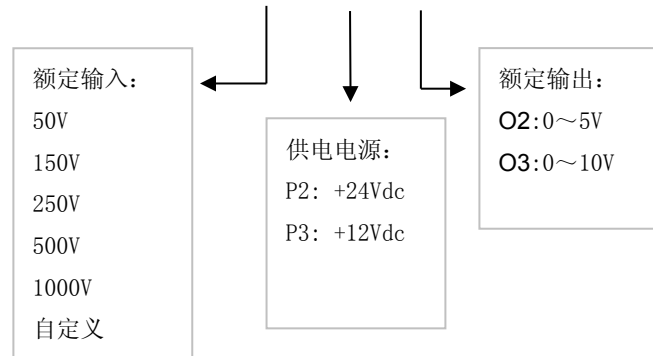 额定输入：
50V
150V
250V
500V
1000V
自定义
供电电源：
P2: +24Vdc
P3: +12Vdc
额定输出：
O2:0～5V
O3:0～10V